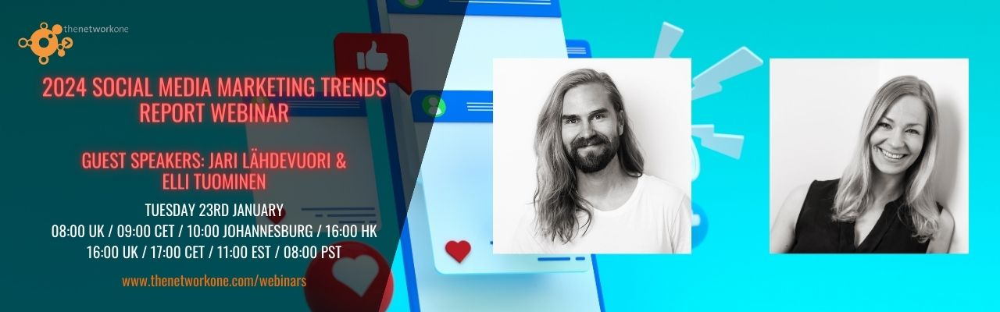 thenetworkone
2024 SOCIAL MEDIA MARKETING TRENDS
REPORT WEBINAR
GUEST SPEAKERS: JARI LÄHDEVUORI &
ELLI TUOMINEN
TUESDAY 23RD JANUARY
08:00 UK / 09:00 CET / 10:00 JOHANNESBURG / 16:00 HK
16:00 UK / 17:00 CET / 11:00 EST / 08:00 PST
www.thenetworkone.com/webinars